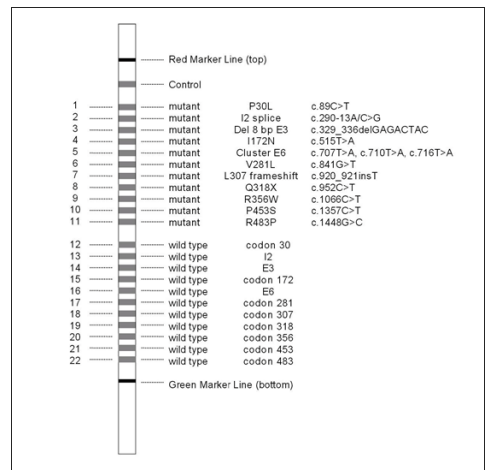 Red Marker Line (top)
Control
1 mutant P30L c.89C>T
2 mutant I2 splice c.290-13A/C>G
3 mutant Del 8 bp E3 c.329_336delGAGACTAC
4 mutant I172N c.515T>A
5 mutant Cluster E6 c.707T>A, c.710T>A, c.716T>A
6 mutant V281L c.841G>T
7 mutant L307 frameshift c.920_921insT
8 mutant Q318X c.952C>T
9 mutant R356W c.1066C>T
10 mutant P453S c.1357C>T
11 mutant R483P c.1448G>C
12 wild type codon 30
13 wild type I2
14 wild type E3
15 wild type codon 172
16 wild type E6
17 wild type codon 281
18 wild type codon 307
19 wild type codon 318
20 wild type codon 356
21 wild type codon 453
22 wild type codon 483
Green Marker Line (bottom)